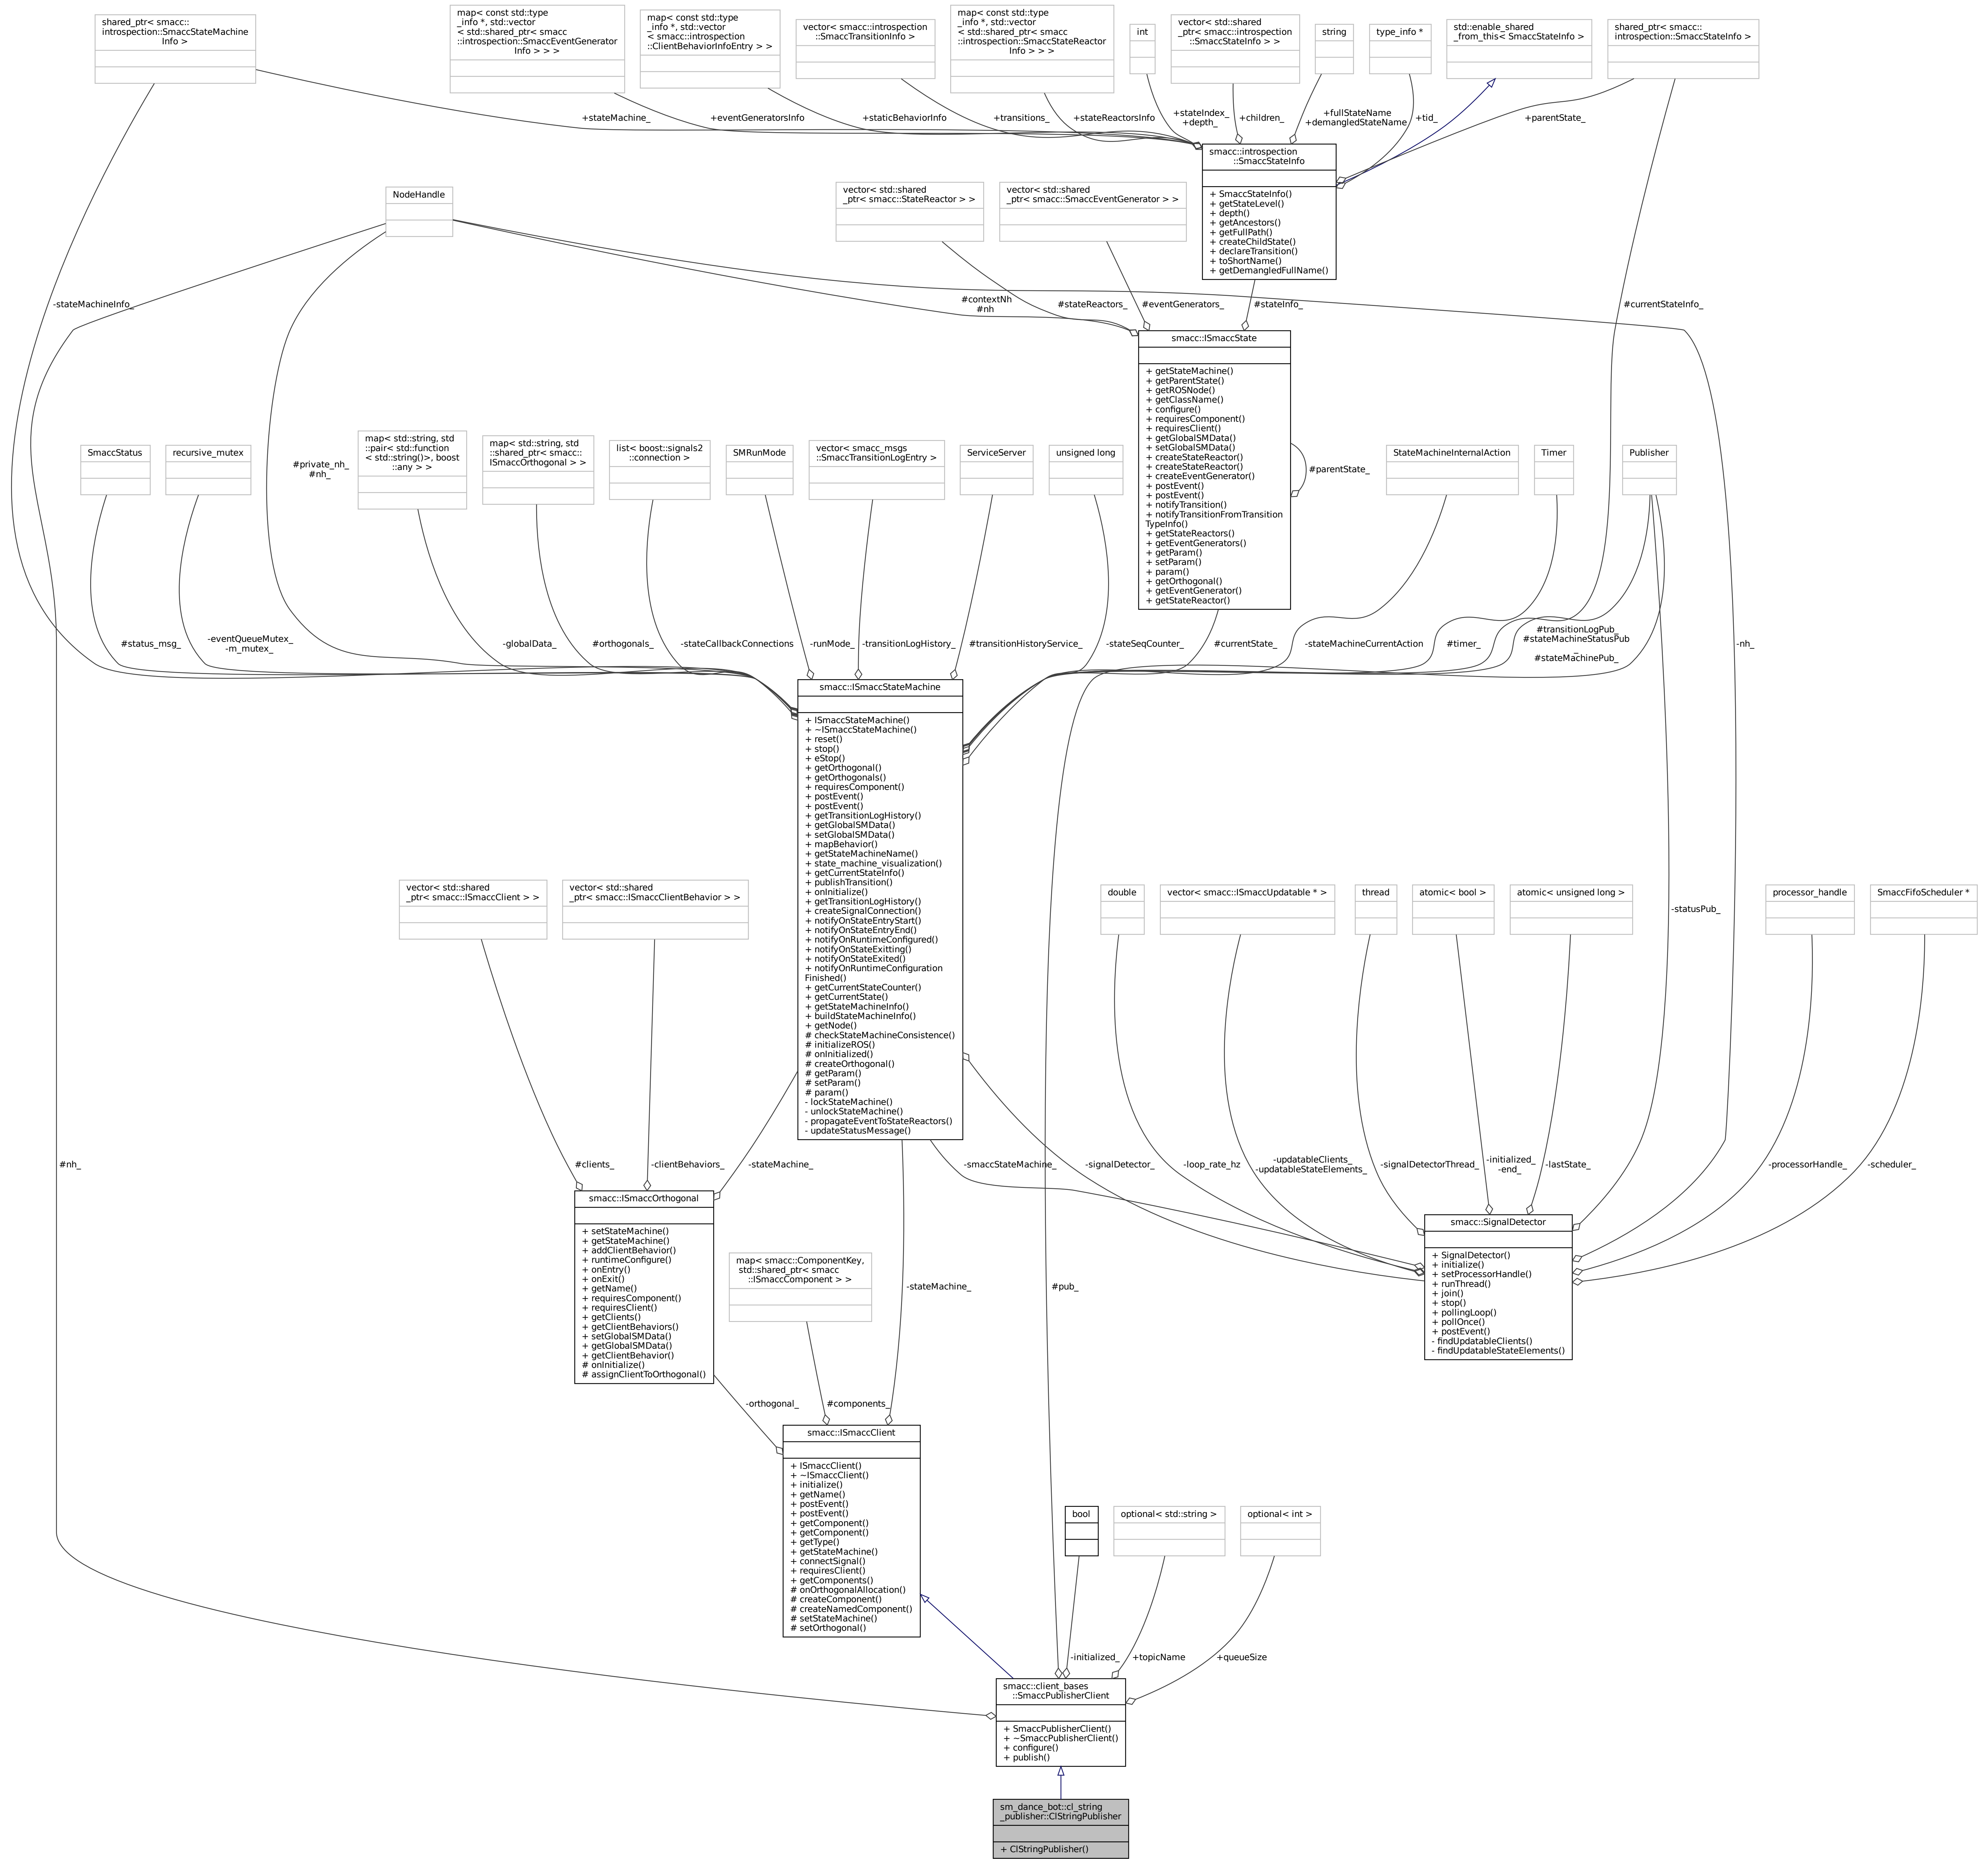 shared_ptr< smacc::
introspection::SmaccStateMachine
Info >
map< const std::type
_info *, std::vector
< std::shared_ptr< smacc
::introspection::SmaccEventGenerator
Info > > >
map< const std::type
_info *, std::vector
< smacc::introspection
::ClientBehaviorInfoEntry > >
vector< smacc::introspection
::SmaccTransitionInfo >
map< const std::type
_info *, std::vector
< std::shared_ptr< smacc
::introspection::SmaccStateReactor
Info > > >
int
vector< std::shared
_ptr< smacc::introspection
::SmaccStateInfo > >
string
type_info *
std::enable_shared
_from_this< SmaccStateInfo >
shared_ptr< smacc::
introspection::SmaccStateInfo >
+stateMachine_
+eventGeneratorsInfo
+staticBehaviorInfo
+transitions_
+stateReactorsInfo
+stateIndex_
+depth_
+children_
+fullStateName
+demangledStateName
+tid_
+parentState_
smacc::introspection
::SmaccStateInfo
+ SmaccStateInfo()
+ getStateLevel()
+ depth()
+ getAncestors()
+ getFullPath()
+ createChildState()
+ declareTransition()
+ toShortName()
+ getDemangledFullName()
NodeHandle
vector< std::shared
_ptr< smacc::StateReactor > >
vector< std::shared
_ptr< smacc::SmaccEventGenerator > >
-stateMachineInfo_
#contextNh
#nh
#stateReactors_
#eventGenerators_
#stateInfo_
#currentStateInfo_
smacc::ISmaccState
+ getStateMachine()
+ getParentState()
+ getROSNode()
+ getClassName()
+ configure()
+ requiresComponent()
+ requiresClient()
+ getGlobalSMData()
+ setGlobalSMData()
+ createStateReactor()
+ createStateReactor()
+ createEventGenerator()
+ postEvent()
+ postEvent()
+ notifyTransition()
+ notifyTransitionFromTransition
TypeInfo()
+ getStateReactors()
+ getEventGenerators()
+ getParam()
+ setParam()
+ param()
+ getOrthogonal()
+ getEventGenerator()
+ getStateReactor()
#parentState_
SmaccStatus
recursive_mutex
#private_nh_
#nh_
map< std::string, std
::pair< std::function
< std::string()>, boost
::any > >
map< std::string, std
::shared_ptr< smacc::
ISmaccOrthogonal > >
list< boost::signals2
::connection >
SMRunMode
vector< smacc_msgs
::SmaccTransitionLogEntry >
ServiceServer
unsigned long
StateMachineInternalAction
Timer
Publisher
#status_msg_
-eventQueueMutex_
-m_mutex_
-globalData_
#orthogonals_
-stateCallbackConnections
-runMode_
-transitionLogHistory_
#transitionHistoryService_
-stateSeqCounter_
#currentState_
-stateMachineCurrentAction
#timer_
#transitionLogPub_
#stateMachineStatusPub
_
#stateMachinePub_
-nh_
smacc::ISmaccStateMachine
+ ISmaccStateMachine()
+ ~ISmaccStateMachine()
+ reset()
+ stop()
+ eStop()
+ getOrthogonal()
+ getOrthogonals()
+ requiresComponent()
+ postEvent()
+ postEvent()
+ getTransitionLogHistory()
+ getGlobalSMData()
+ setGlobalSMData()
+ mapBehavior()
+ getStateMachineName()
+ state_machine_visualization()
+ getCurrentStateInfo()
+ publishTransition()
+ onInitialize()
+ getTransitionLogHistory()
+ createSignalConnection()
+ notifyOnStateEntryStart()
+ notifyOnStateEntryEnd()
+ notifyOnRuntimeConfigured()
+ notifyOnStateExitting()
+ notifyOnStateExited()
+ notifyOnRuntimeConfiguration
Finished()
+ getCurrentStateCounter()
+ getCurrentState()
+ getStateMachineInfo()
+ buildStateMachineInfo()
+ getNode()
# checkStateMachineConsistence()
# initializeROS()
# onInitialized()
# createOrthogonal()
# getParam()
# setParam()
# param()
- lockStateMachine()
- unlockStateMachine()
- propagateEventToStateReactors()
- updateStatusMessage()
vector< std::shared
_ptr< smacc::ISmaccClient > >
vector< std::shared
_ptr< smacc::ISmaccClientBehavior > >
double
vector< smacc::ISmaccUpdatable * >
thread
atomic< bool >
atomic< unsigned long >
-statusPub_
processor_handle
SmaccFifoScheduler *
#nh_
#clients_
-clientBehaviors_
-stateMachine_
-smaccStateMachine_
-signalDetector_
-loop_rate_hz
-updatableClients_
-updatableStateElements_
-signalDetectorThread_
-initialized_
-end_
-lastState_
-processorHandle_
-scheduler_
smacc::ISmaccOrthogonal
+ setStateMachine()
+ getStateMachine()
+ addClientBehavior()
+ runtimeConfigure()
+ onEntry()
+ onExit()
+ getName()
+ requiresComponent()
+ requiresClient()
+ getClients()
+ getClientBehaviors()
+ setGlobalSMData()
+ getGlobalSMData()
+ getClientBehavior()
# onInitialize()
# assignClientToOrthogonal()
smacc::SignalDetector
+ SignalDetector()
+ initialize()
+ setProcessorHandle()
+ runThread()
+ join()
+ stop()
+ pollingLoop()
+ pollOnce()
+ postEvent()
- findUpdatableClients()
- findUpdatableStateElements()
map< smacc::ComponentKey,
std::shared_ptr< smacc
::ISmaccComponent > >
-stateMachine_
#pub_
-orthogonal_
#components_
smacc::ISmaccClient
+ ISmaccClient()
+ ~ISmaccClient()
+ initialize()
+ getName()
+ postEvent()
+ postEvent()
+ getComponent()
+ getComponent()
+ getType()
+ getStateMachine()
+ connectSignal()
+ requiresClient()
+ getComponents()
# onOrthogonalAllocation()
# createComponent()
# createNamedComponent()
# setStateMachine()
# setOrthogonal()
bool
optional< std::string >
optional< int >
-initialized_
+topicName
+queueSize
smacc::client_bases
::SmaccPublisherClient
+ SmaccPublisherClient()
+ ~SmaccPublisherClient()
+ configure()
+ publish()
sm_dance_bot::cl_string
_publisher::ClStringPublisher
+ ClStringPublisher()